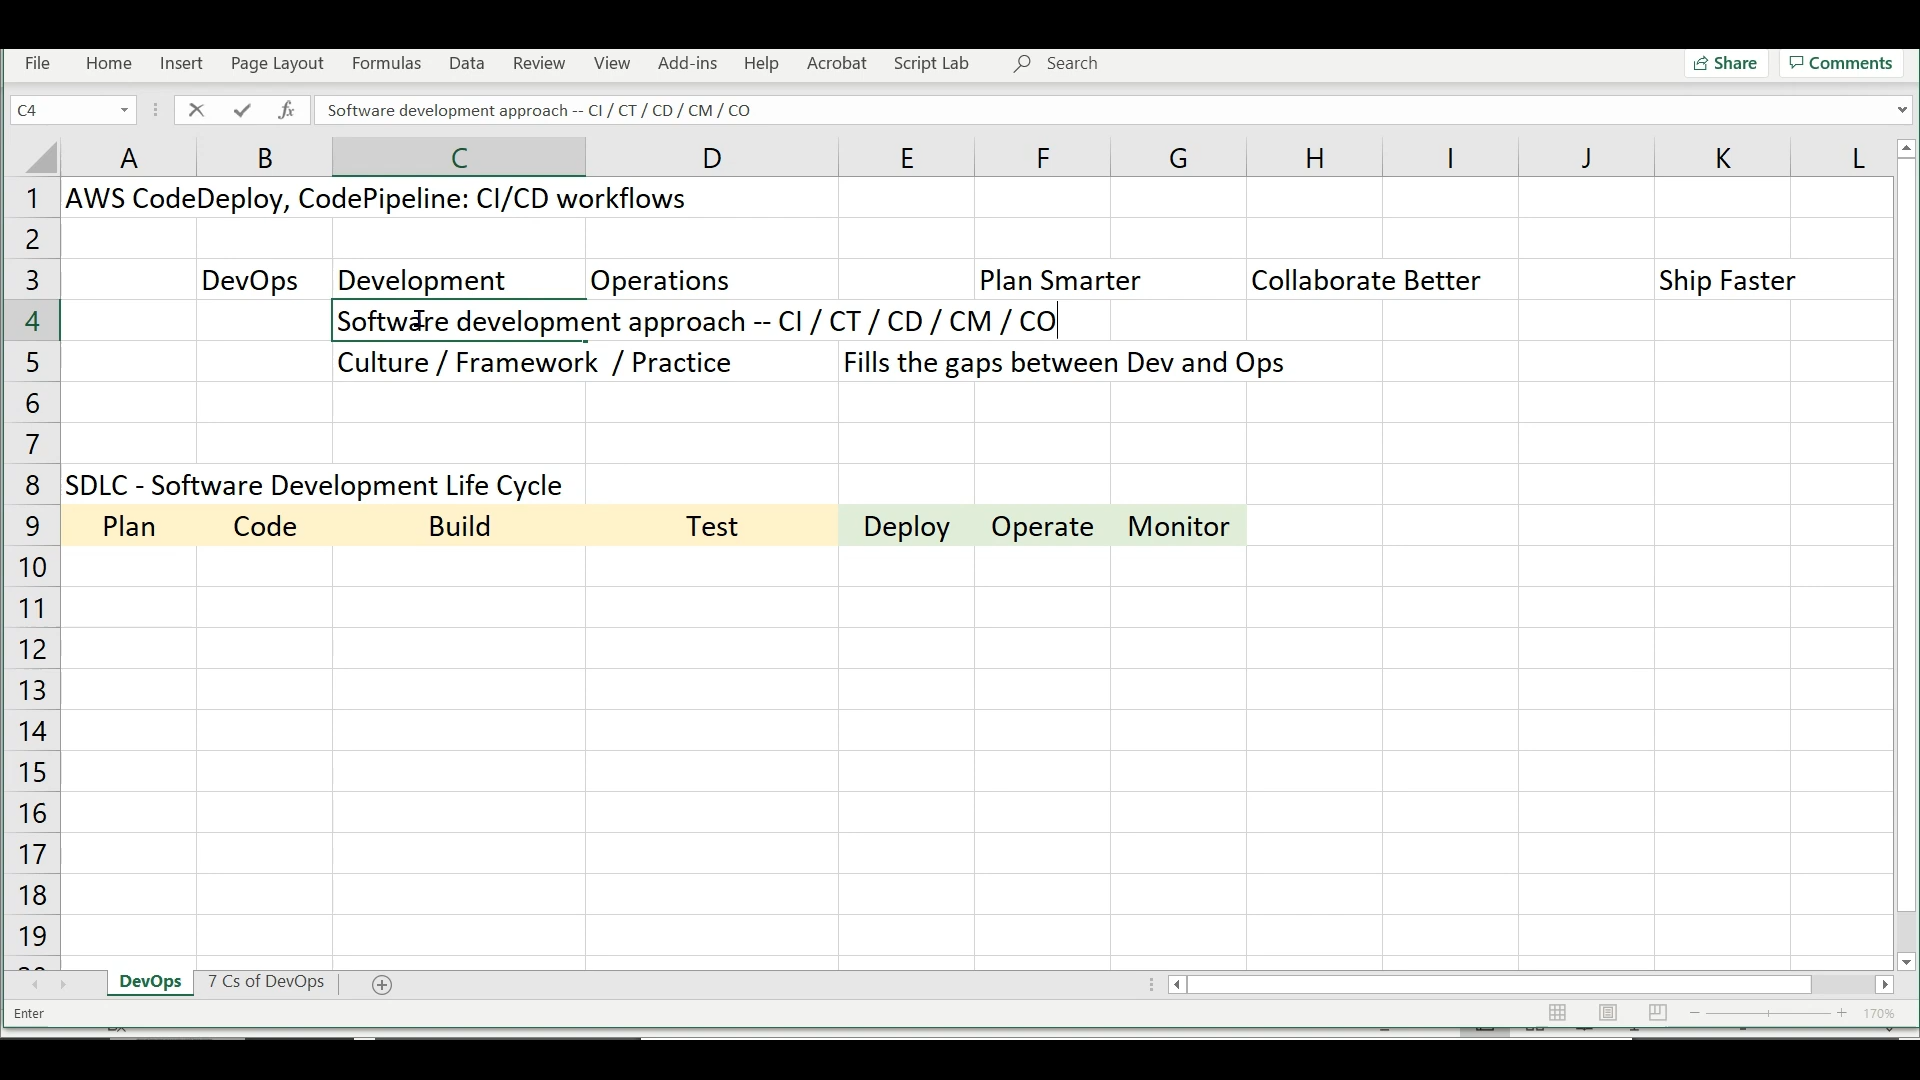 File Home Insert Page Layout Formulas Data Review View Add-ins Help Acrobat Script Lab Search Share Comments
C4 fx Software development approach -- CI / CT / CD / CM / CO
A B C D E F G H I J K L
1 AWS CodeDeploy, CodePipeline: CI/CD workflows
2
3 DevOps Development Operations Plan Smarter Collaborate Better Ship Faster
4 Software development approach -- CI / CT / CD / CM / CO
5 Culture / Framework / Practice Fills the gaps between Dev and Ops
6
7
8 SDLC - Software Development Life Cycle
9 Plan Code Build Test Deploy Operate Monitor
10
11
12
13
14
15
16
17
18
19
DevOps 7 Cs of DevOps
Enter 170%